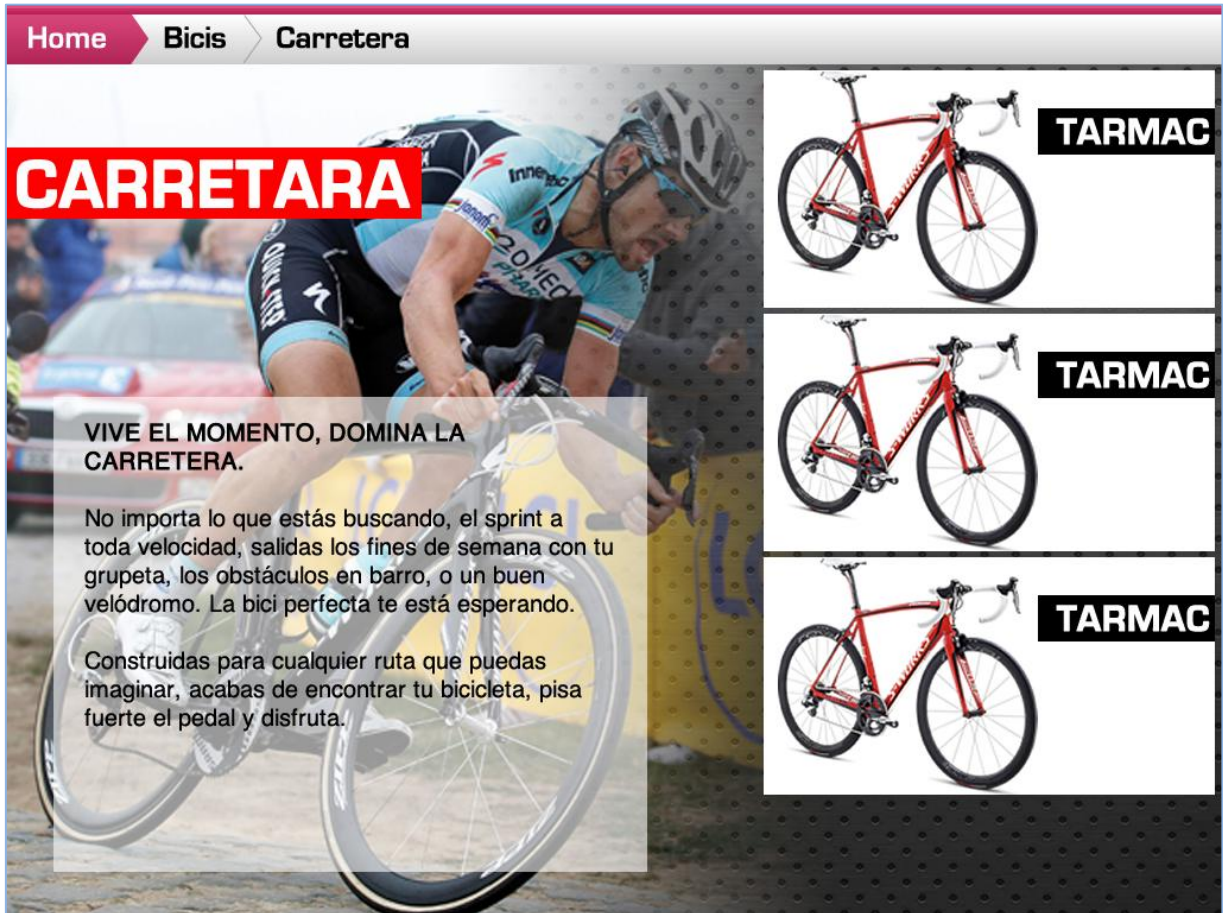 Home Bicis Carretera
CARRETARA
TARMAC
TARMAC
TARMAC
VIVE EL MOMENTO, DOMINA LA
CARRETERA.
No importa lo que estás buscando, el sprint a
toda velocidad, salidas los fines de semana con tu
grupeta, los obstáculos en barro, o un buen
velódromo. La bici perfecta te está esperando.
Construidas para cualquier ruta que puedas
imaginar, acabas de encontrar tu bicicleta, pisa
fuerte el pedal y disfruta.
S-WORKS
S-WORKS
S-WORKS